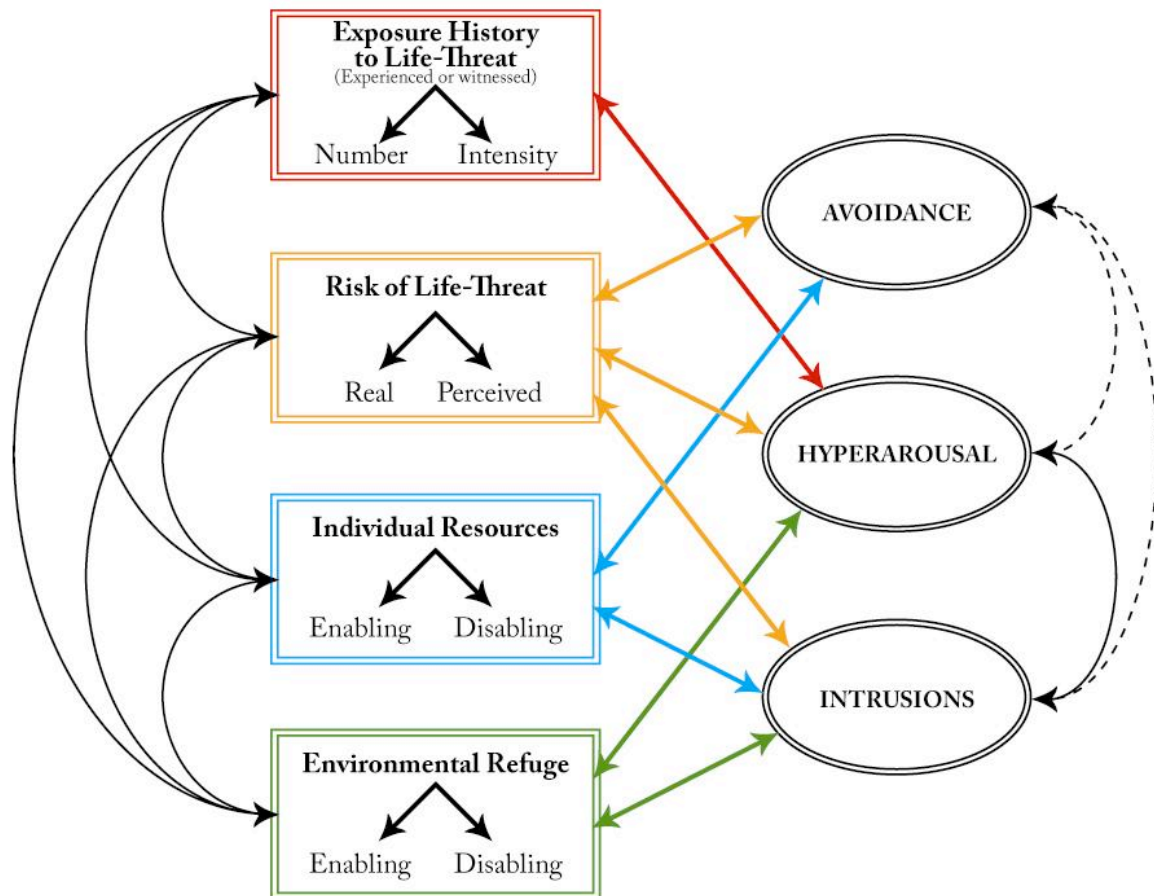 Exposure History
to Life-Threat
(Experienced or witnessed)
Number Intensity
Risk of Life-Threat
Real Perceived
Individual Resources
Enabling Disabling
Environmental Refuge
Enabling Disabling
AVOIDANCE
HYPERAROUSAL
INTRUSIONS